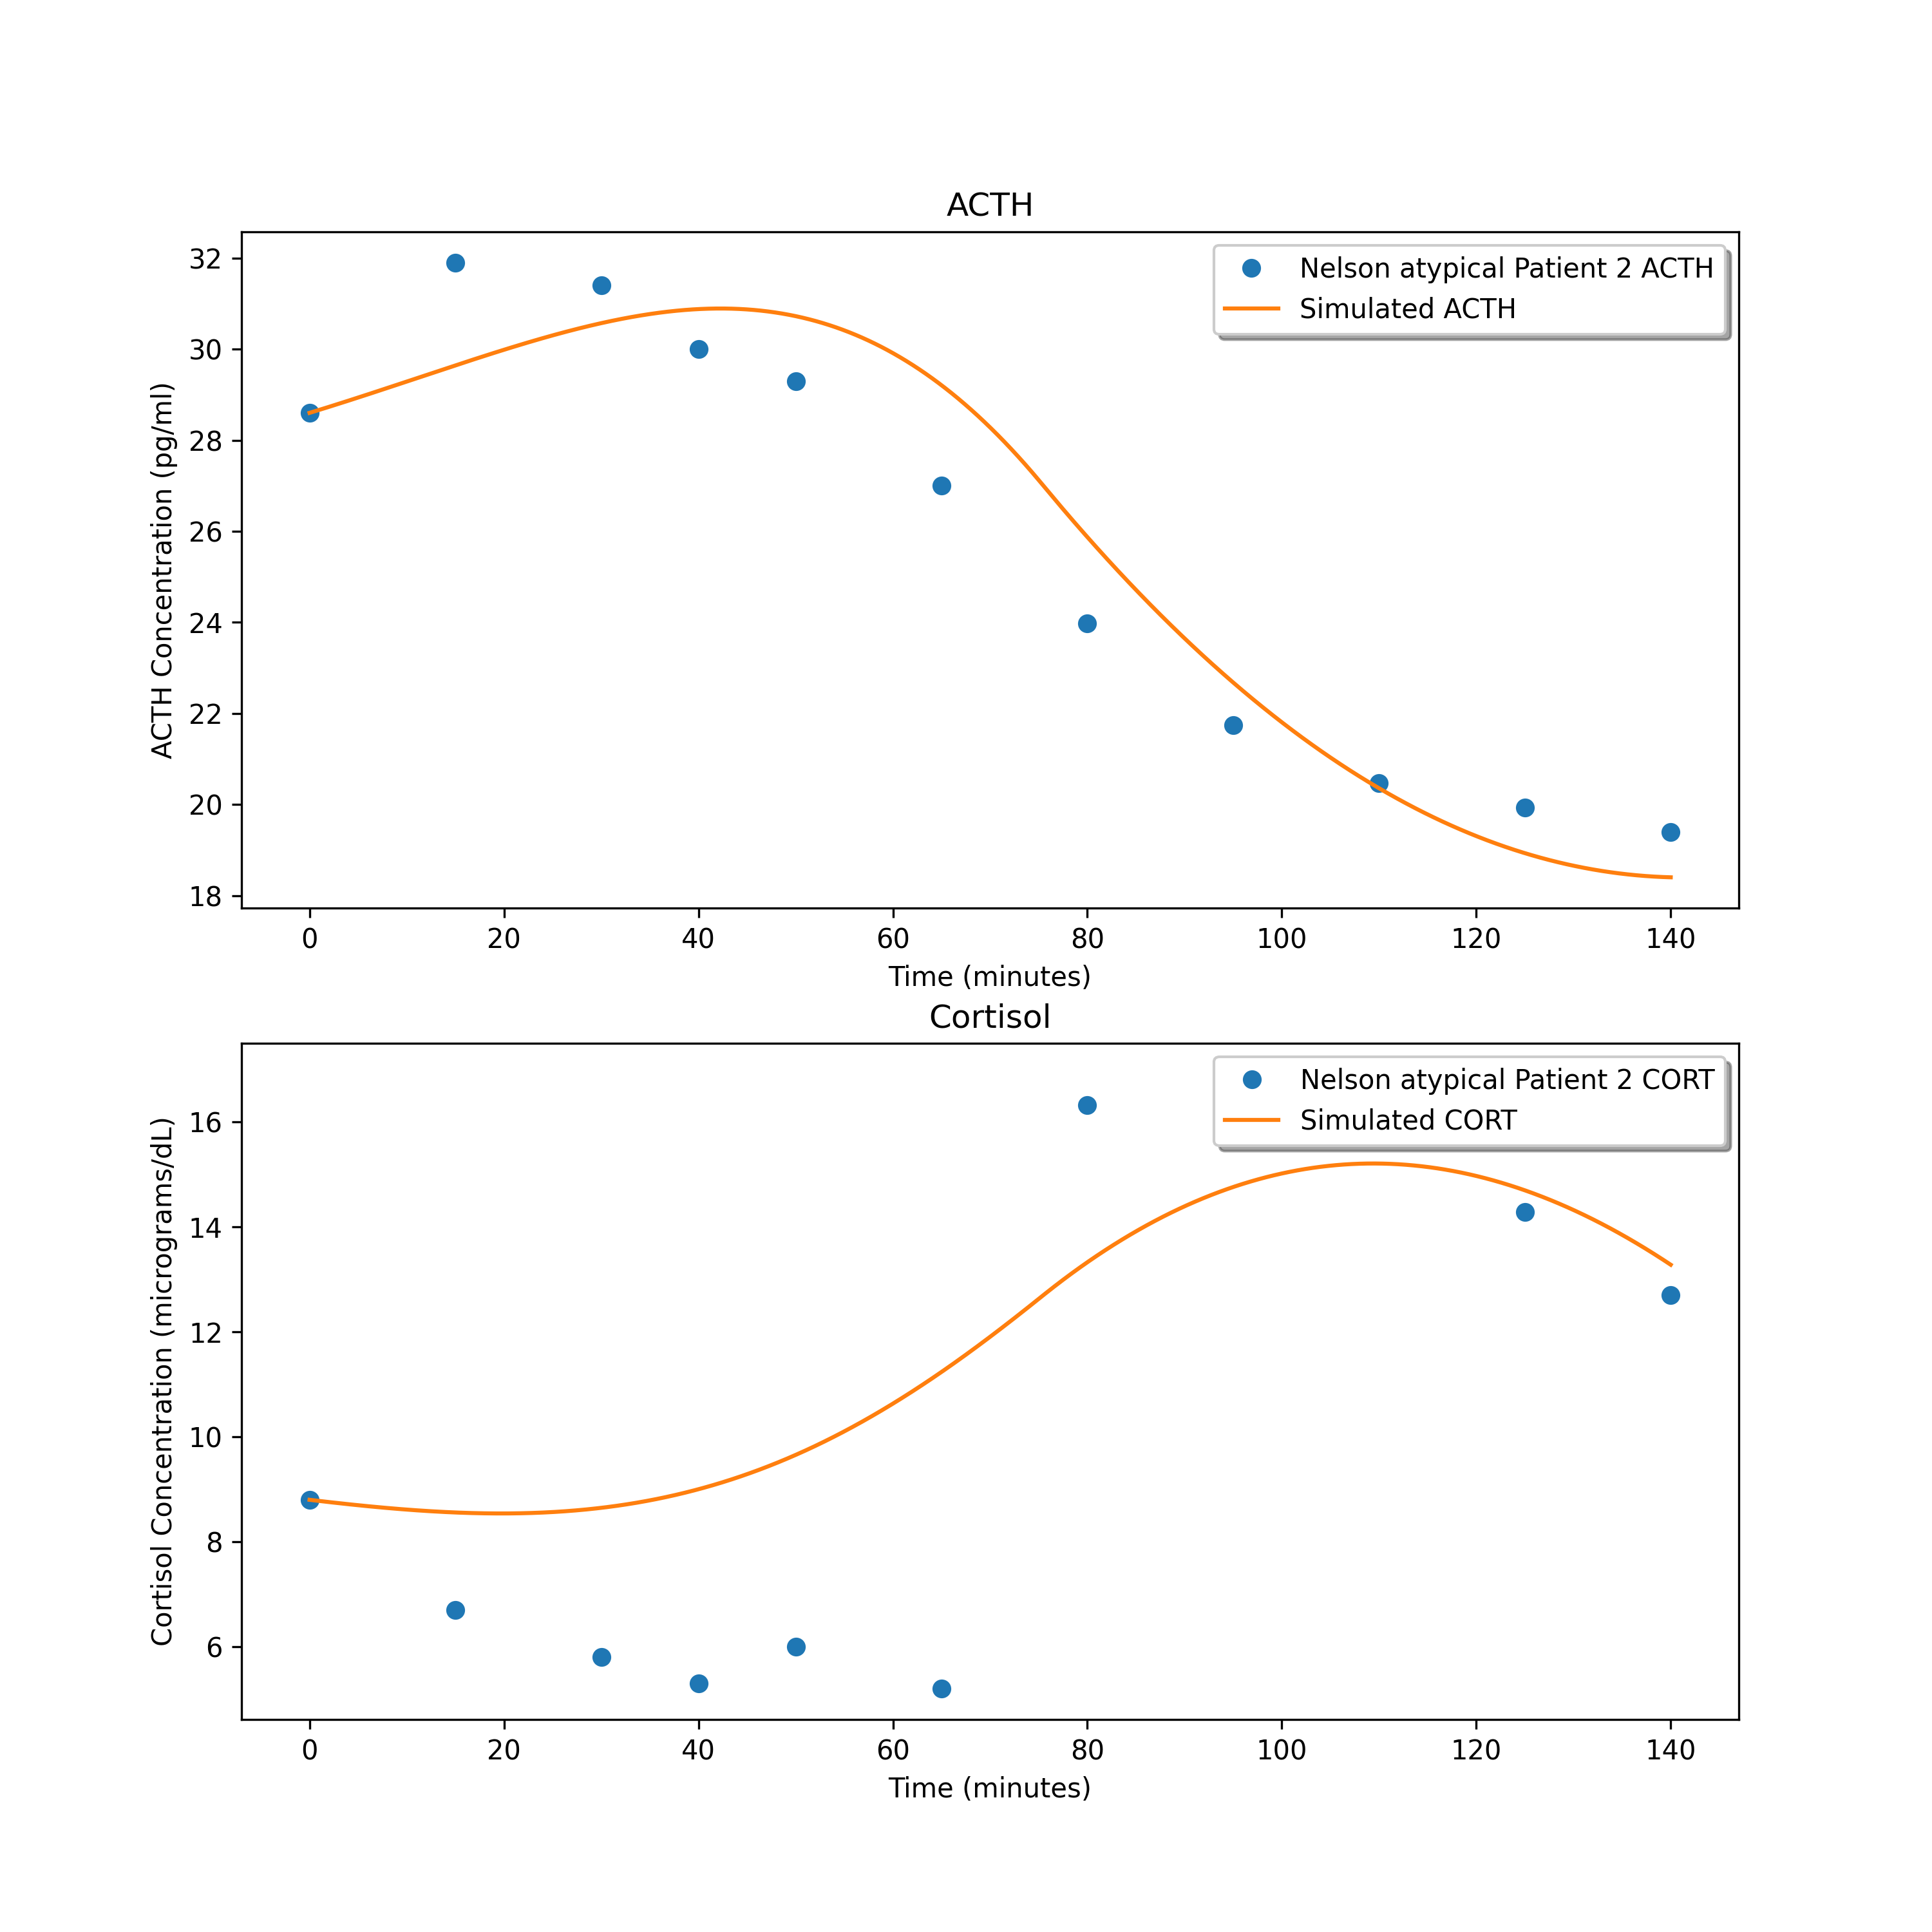 ACTH
32
30
28
26
24
22
20
18
ACTH Concentration (pg/ml)
Nelson atypical Patient 2 ACTH
Simulated ACTH
0 20 40 60 80 100 120 140
Time (minutes)
Cortisol
16
14
12
10
8
6
Cortisol Concentration (micrograms/dL)
Nelson atypical Patient 2 CORT
Simulated CORT
0 20 40 60 80 100 120 140
Time (minutes)